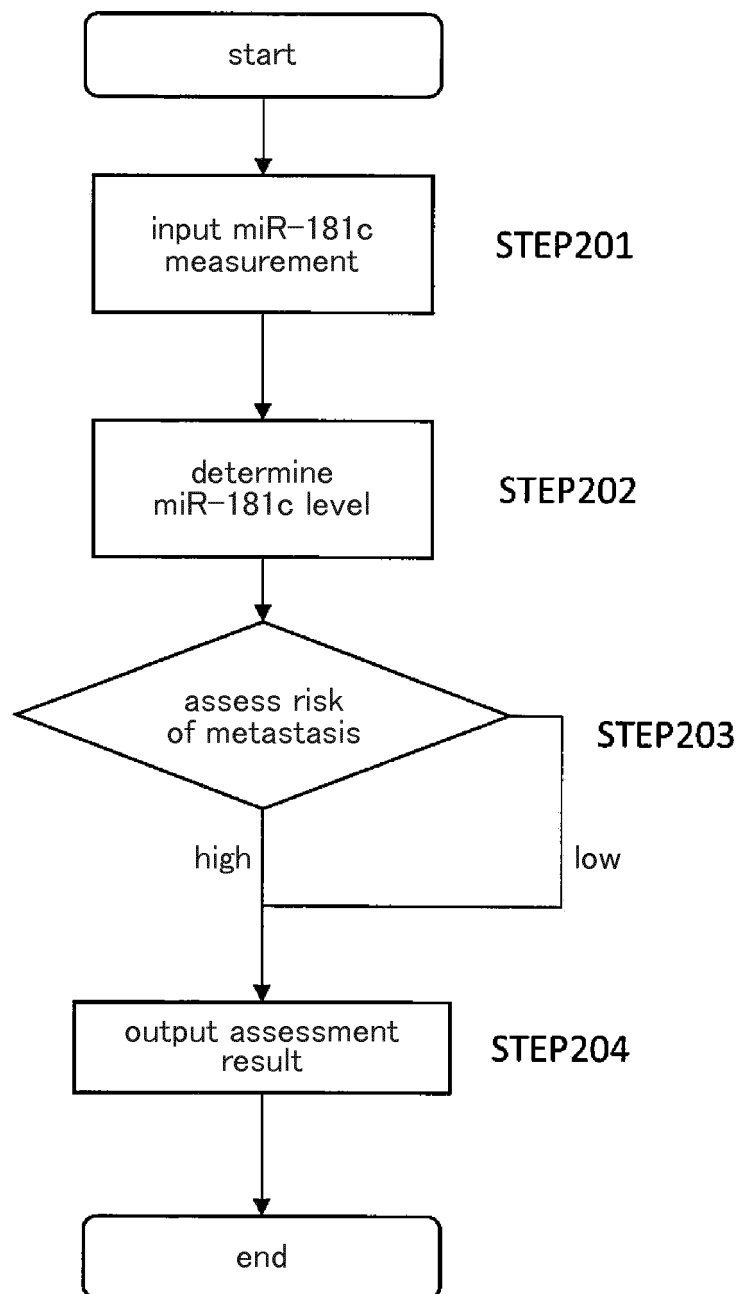 start
input miR-181c
measurement
STEP201
determine
miR-181c level
STEP202
assess risk
of metastasis
STEP203
high
low
output assessment
result
STEP204
end